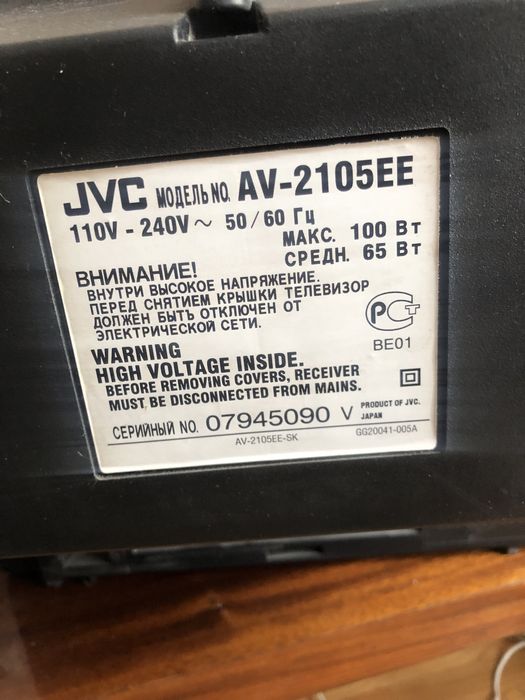 JVC МОДЕЛЬ NO. AV-2105EE
110V - 240V ~ 50 / 60 Гц
МАКС. 100 Вт
СРЕДН. 65 Вт
ВНИМАНИЕ!
ВНУТРИ ВЫСОКОЕ НАПРЯЖЕНИЕ.
ПЕРЕД СНЯТИЕМ КРЫШКИ ТЕЛЕВИЗОР
ДОЛЖЕН БЫТЬ ОТКЛЮЧЕН ОТ
ЭЛЕКТРИЧЕСКОЙ СЕТИ.
РСТ
BE01
WARNING
HIGH VOLTAGE INSIDE.
BEFORE REMOVING COVERS, RECEIVER
MUST BE DISCONNECTED FROM MAINS.
СЕРИЙНЫЙ NO. 07945090 V PRODUCT OF JVC.
JAPAN
AV-2105EE-SK GG20041-005A